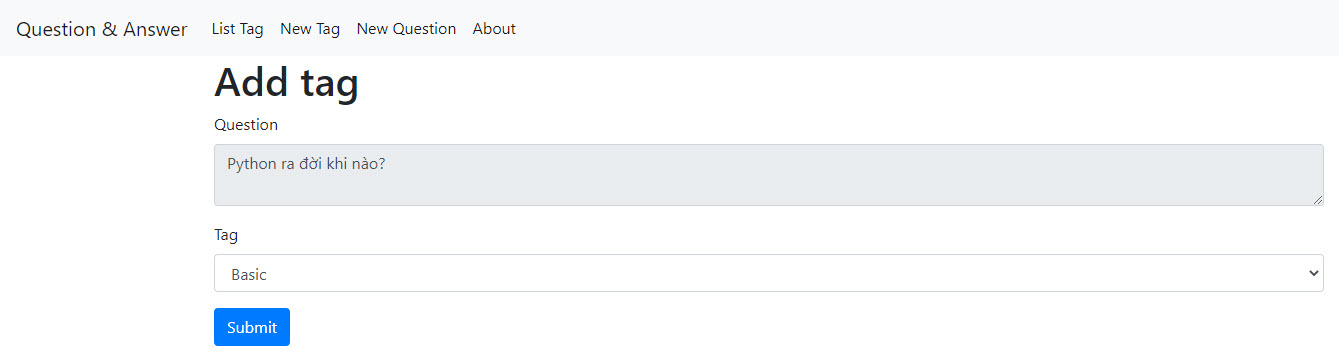 Question & Answer List Tag New Tag New Question About
Add tag
Question
Python ra đời khi nào?
Tag
Basic
Submit